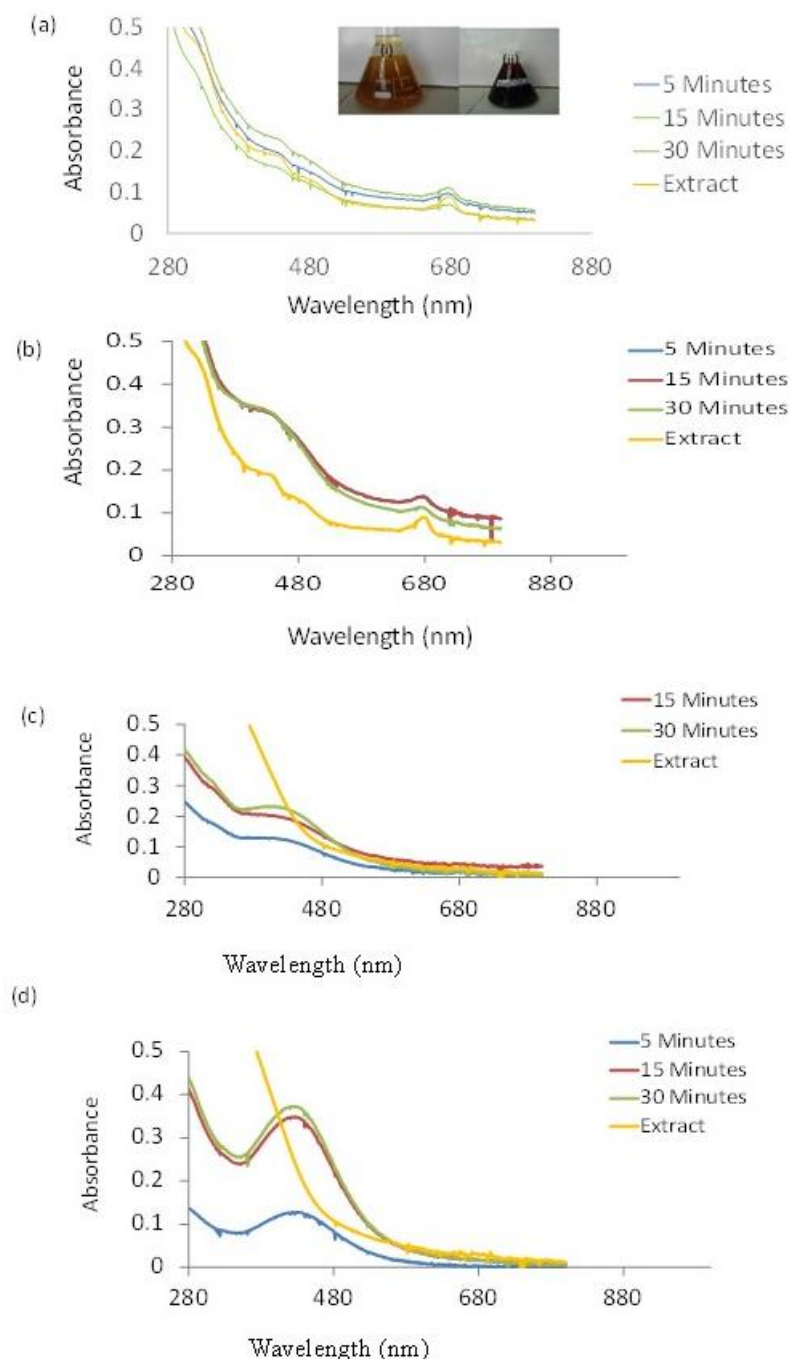 (a)
0.5
0.4
0.3
0.2
0.1
0
Absorbance
280 480 680 880
Wavelength (nm)
5 Minutes
15 Minutes
30 Minutes
Extract
(b)
0.5
0.4
0.3
0.2
0.1
0
Absorbance
280 480 680 880
Wavelength (nm)
5 Minutes
15 Minutes
30 Minutes
Extract
(c)
0.5
0.4
0.3
0.2
0.1
0
Absorbance
280 480 680 880
Wavelength (nm)
15 Minutes
30 Minutes
Extract
(d)
0.5
0.4
0.3
0.2
0.1
0
Absorbance
280 480 680 880
Wavelength (nm)
5 Minutes
15 Minutes
30 Minutes
Extract